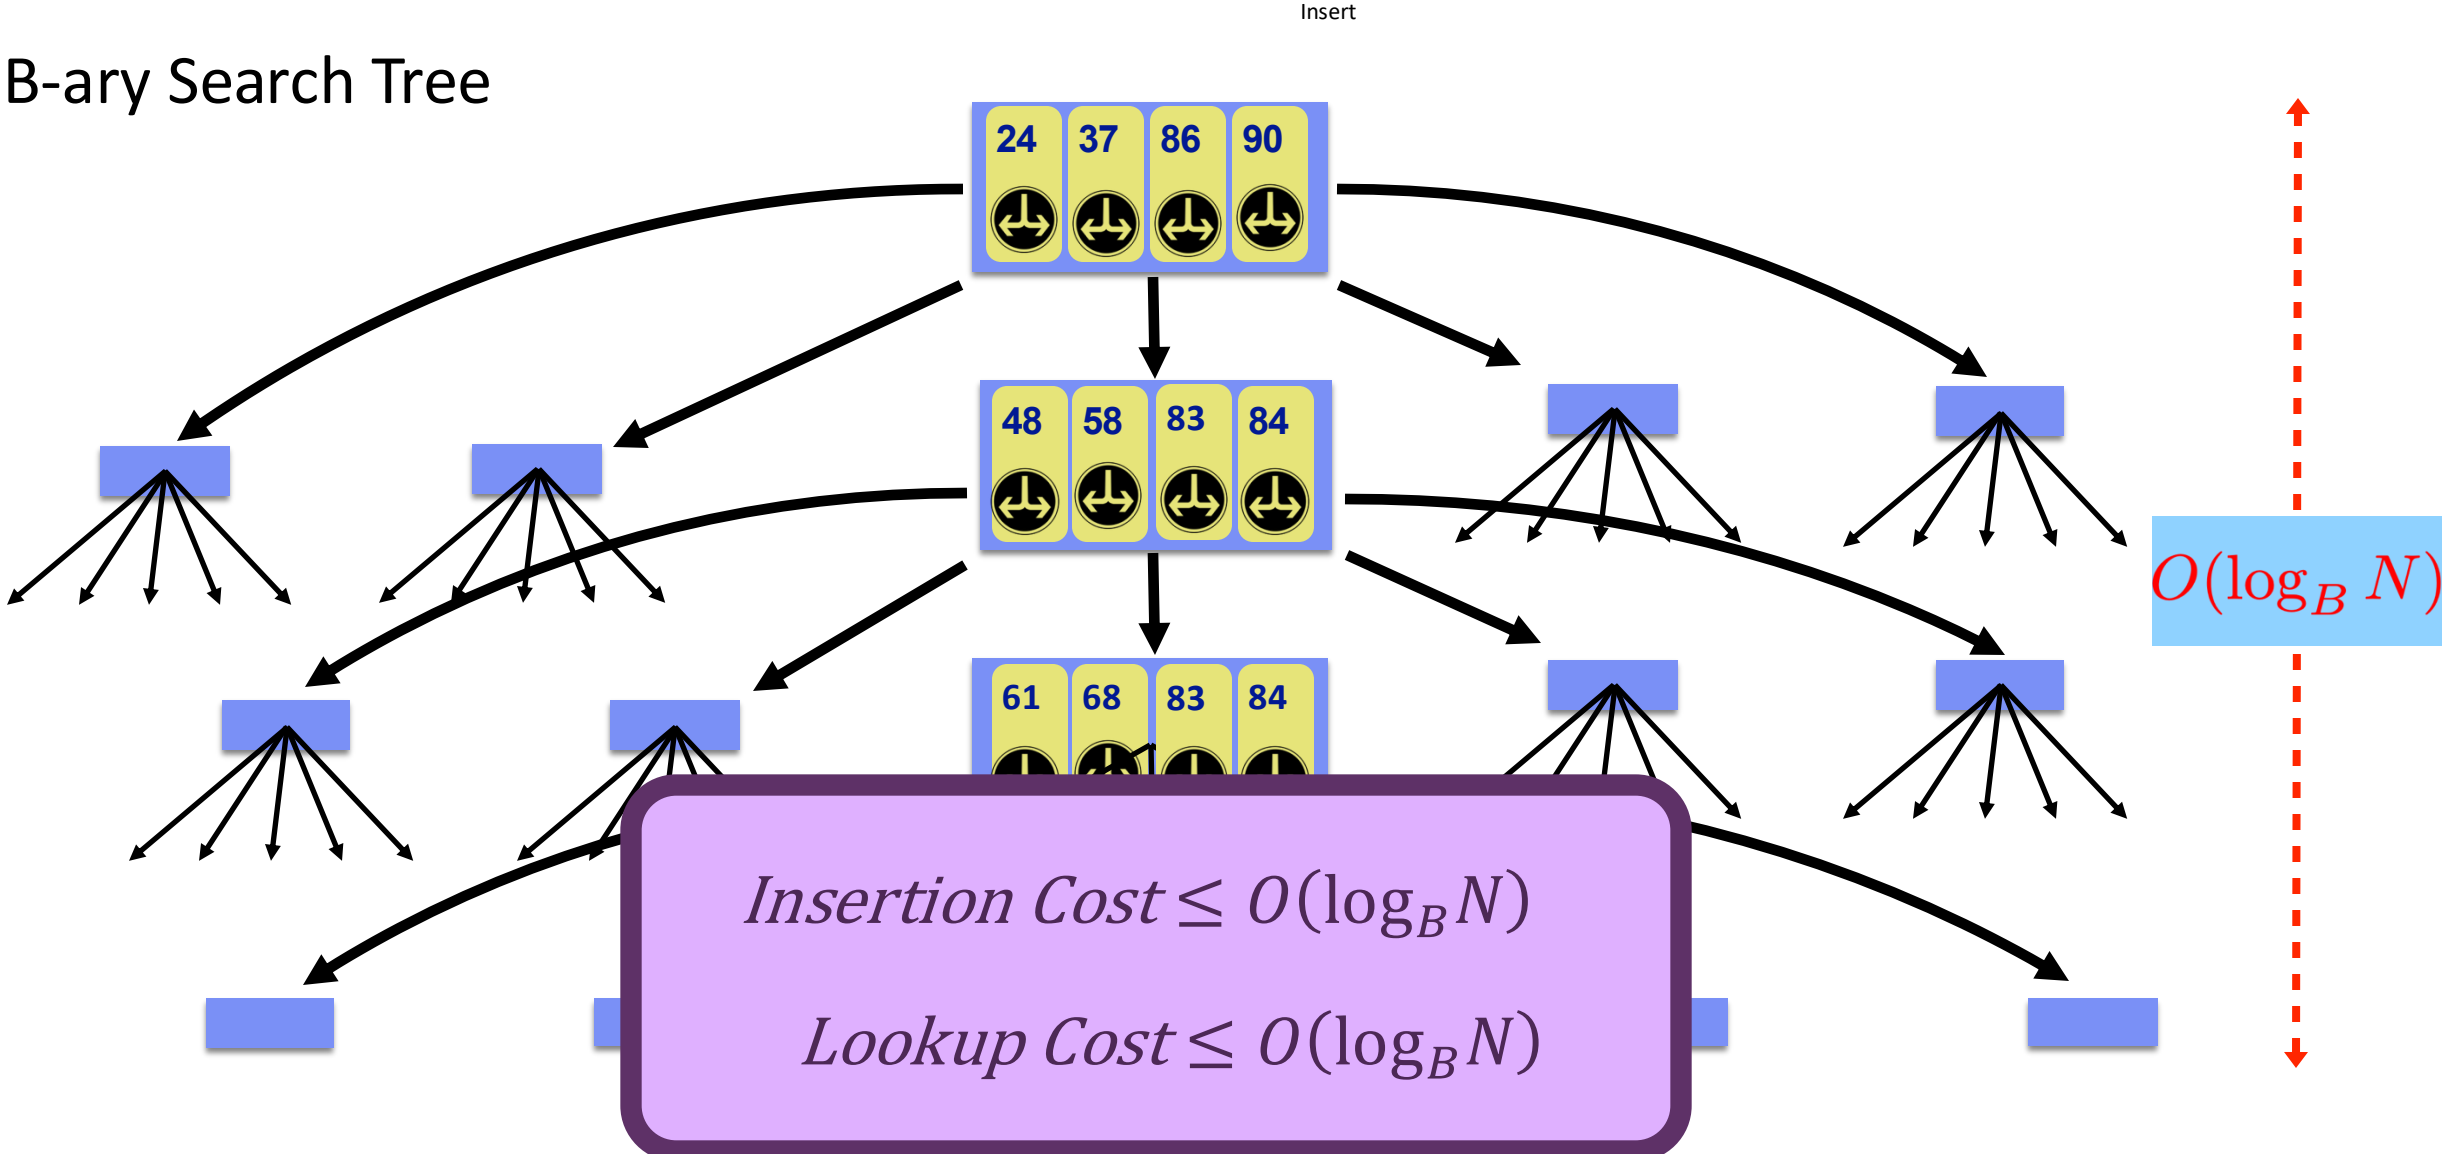 Insert
B-ary Search Tree
24 37 86 90
48 58 83 84
O(log_B N)
61 68 83 84
Insertion Cost ≤ O(log_B N)
Lookup Cost ≤ O(log_B N)